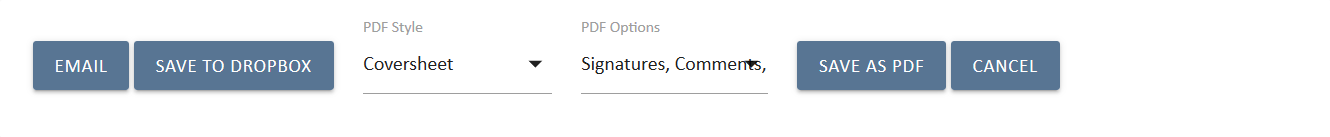 PDF Style PDF Options
EMAIL SAVE TO DROPBOX Coversheet Signatures, Comments, SAVE AS PDF CANCEL